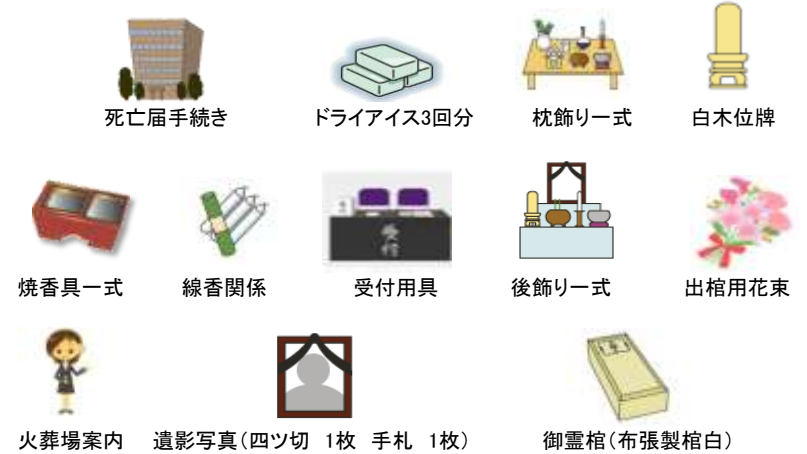 死亡届手続き ドライアイス3回分 枕飾り一式 白木位牌
受付
焼香具一式 線香関係 受付用具 後飾り一式 出棺用花束
火葬場案内 遺影写真(四ツ切 1枚 手札 1枚) 御霊棺(布張製棺白)